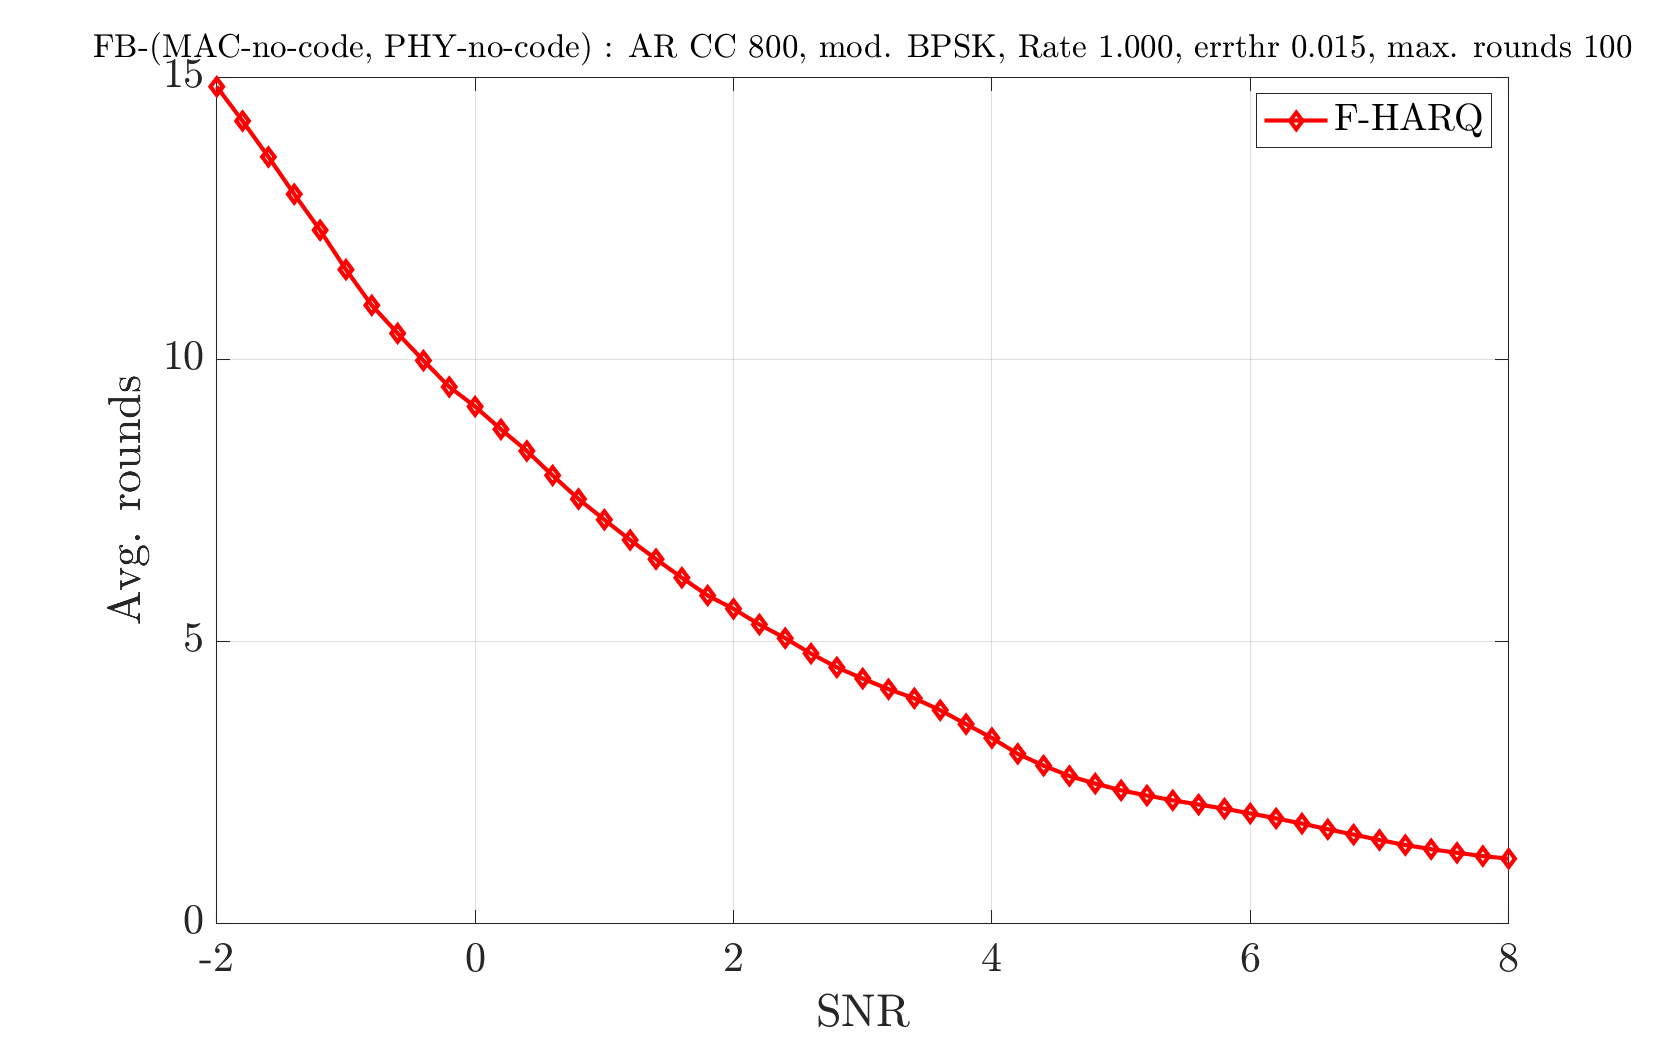 FB-(MAC-no-code, PHY-no-code) : AR CC 800, mod. BPSK, Rate 1.000, errthr 0.015, max. rounds 100
F-HARQ
15
10
5
0
Avg. rounds
-2 0 2 4 6 8
SNR